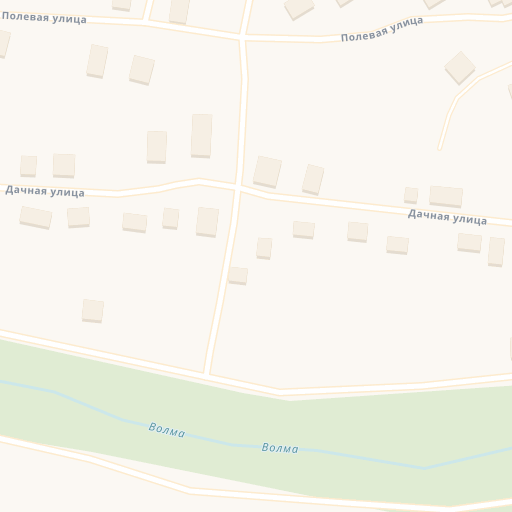 Полевая улица
Полевая улица
Дачная улица
Дачная улица
Волма
Волма